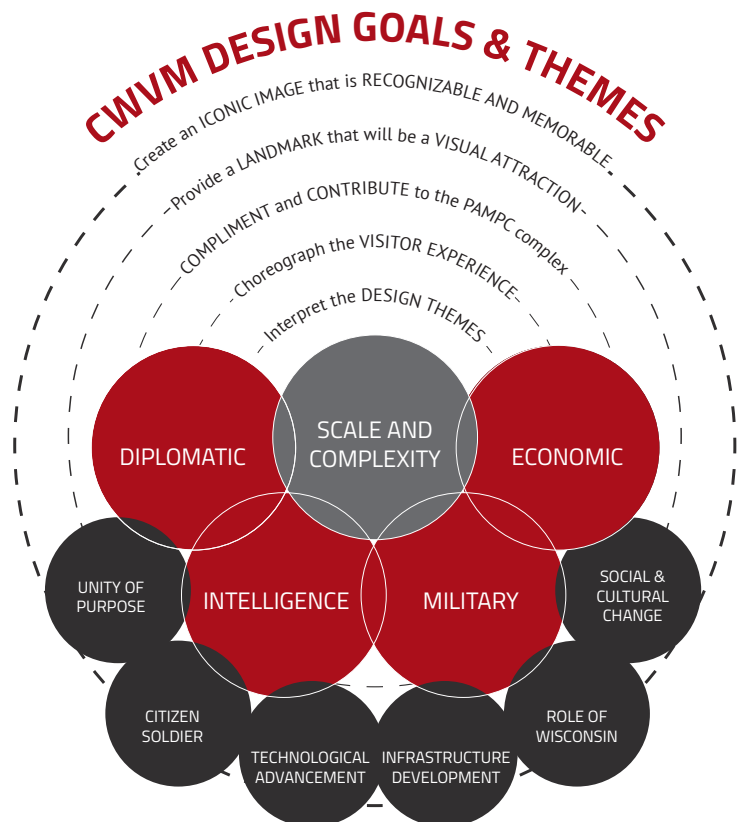 CWVM DESIGN GOALS & THEMES
Create an ICONIC IMAGE that is RECOGNIZABLE AND MEMORABLE
Provide a LANDMARK that will be a VISUAL ATTRACTION
COMPLIMENT and CONTRIBUTE to the PAMPC complex
Choreograph the VISITOR EXPERIENCE
Interpret the DESIGN THEMES
DIPLOMATIC
SCALE AND
COMPLEXITY
ECONOMIC
INTELLIGENCE
MILITARY
UNITY OF
PURPOSE
CITIZEN
SOLDIER
TECHNOLOGICAL
ADVANCEMENT
INFRASTRUCTURE
DEVELOPMENT
ROLE OF
WISCONSIN
SOCIAL &
CULTURAL
CHANGE